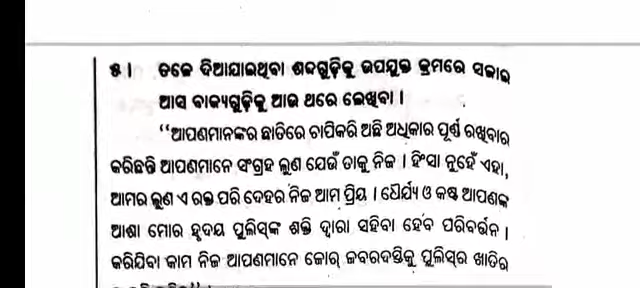 ୫ । ତଳେ ଦିଆଯାଇଥିବା ଶବ୍ଦଗୁଡ଼ିକୁ ଉପଯୁକ୍ତ କ୍ରମରେ ସଜାଇ
ଆସ ବାକ୍ୟଗୁଡ଼ିକୁ ଆଉ ଥରେ ଲେଖିବା ।
‘‘ଆପଣମାନଙ୍କର ଛାତିରେ ଚାପିକରି ଅଛି ଅଧିକାର ପୂର୍ଣ୍ଣ ରଖିବାର
କରିଛନ୍ତି ଆପଣମାନେ ସଂଗ୍ରହ ଲୁଣ ଯେଉଁ ତାକୁ ନିଜ । ହିଂସା ନୁହେଁ ଏହା,
ଆମର ଲୁଣ ଏ ରକ୍ତ ପରି ଦେହର ନିଜ ଆମ ପ୍ରିୟ । ଧୈର୍ଯ୍ୟ ଓ କଷ୍ଟ ଆପଣଙ୍କ
ଆଶା ମୋର ହୃଦୟ ପୁଲିସ୍‌ଙ୍କ ଶକ୍ତି ଦ୍ୱାରା ସହିବା ହେବ ପରିବର୍ତ୍ତନ ।
କରିଯିବା କାମ ନିଜ ଆପଣମାନେ ଜୋର୍ ଜବରଦସ୍ତିକୁ ପୁଲିସ୍‌ର ଖାତିର୍